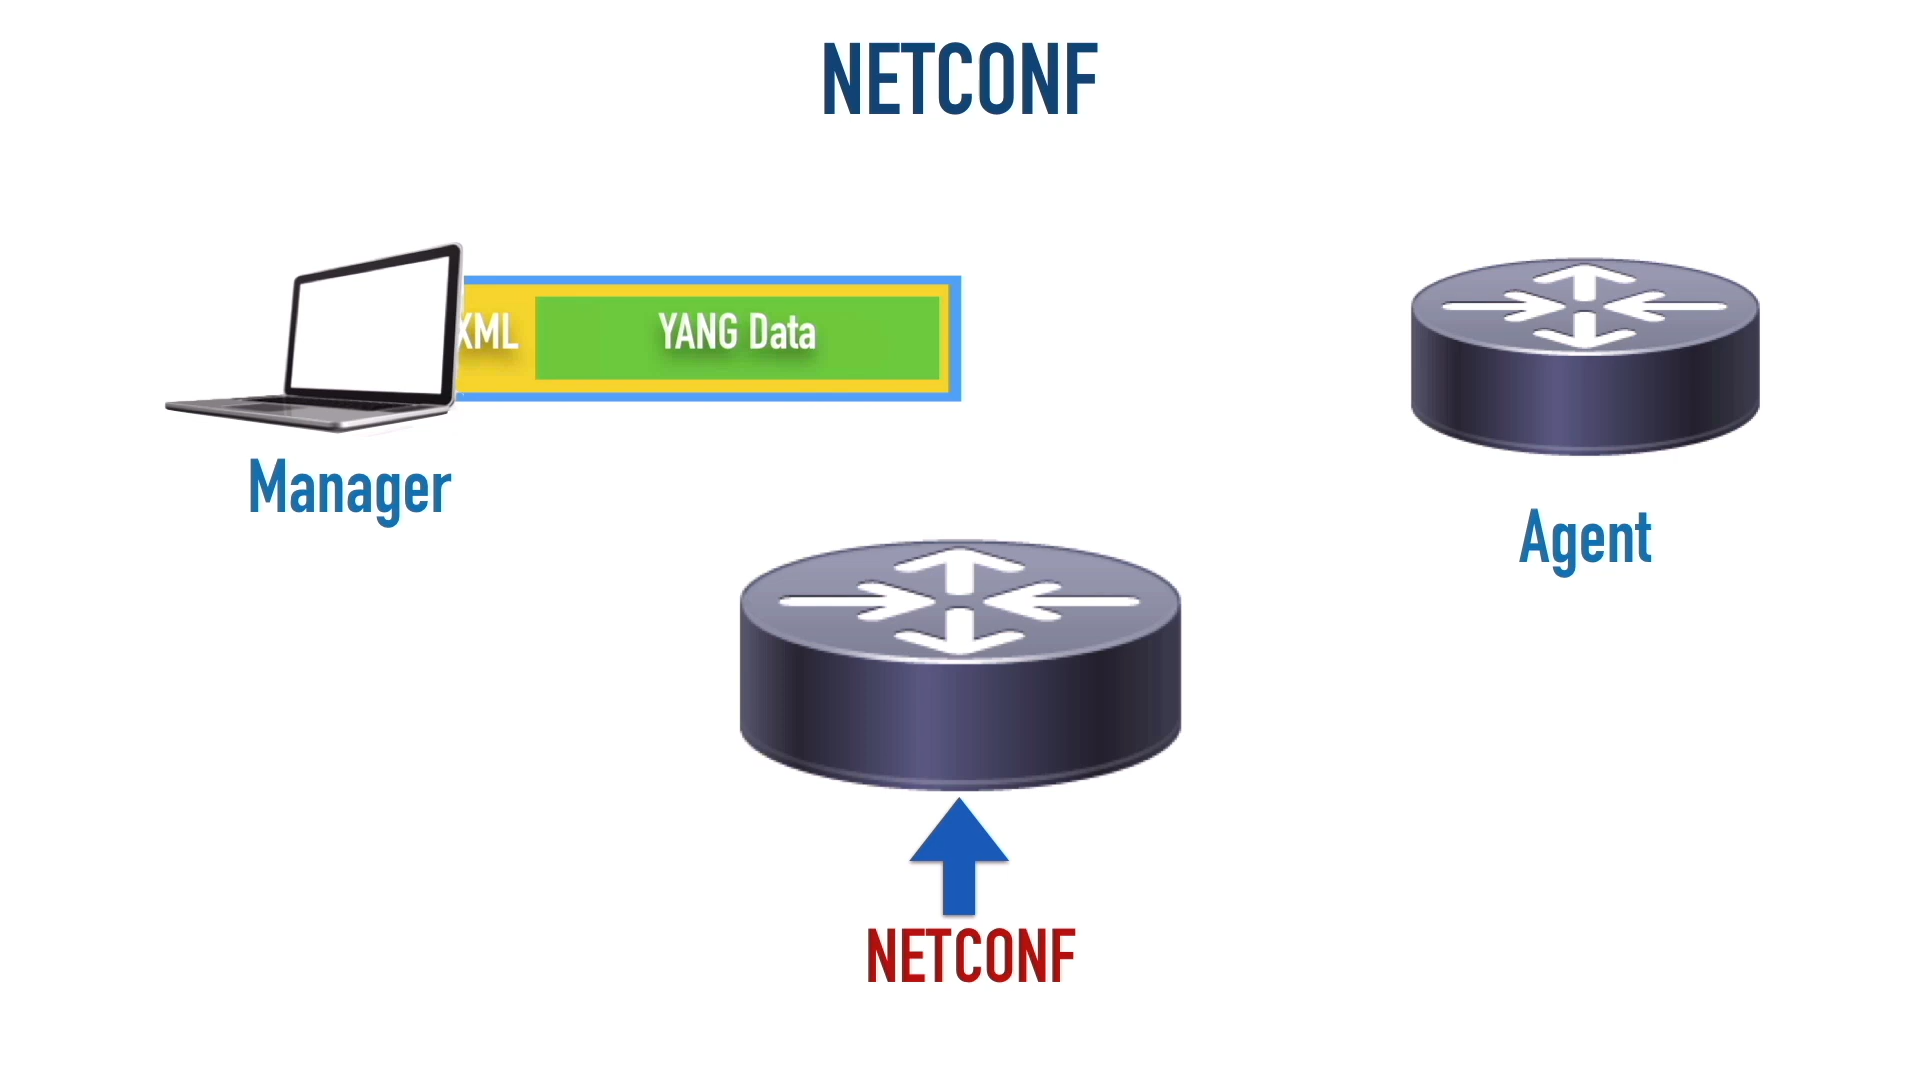 NETCONF
XML
YANG Data
Manager
Agent
NETCONF